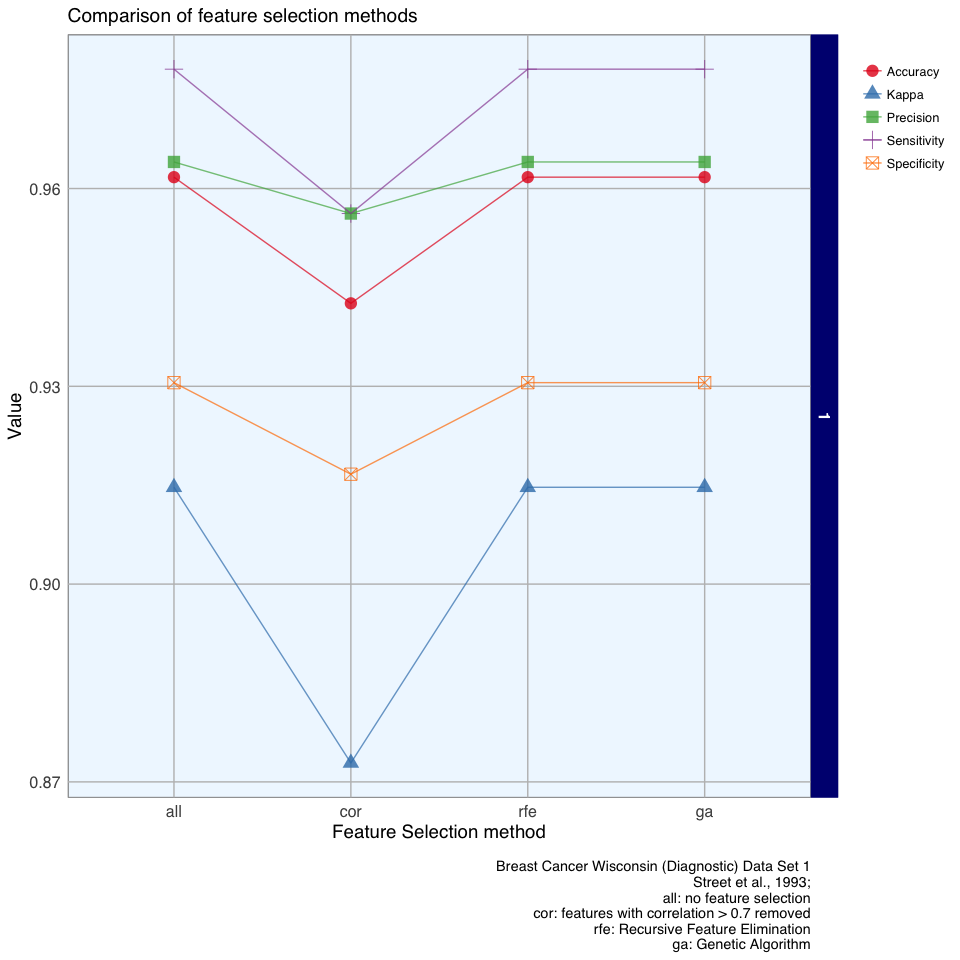 Comparison of feature selection methods
Accuracy
Kappa
Precision
Sensitivity
Specificity
0.96
0.93
0.90
0.87
Value
1
all cor rfe ga
Feature Selection method
Breast Cancer Wisconsin (Diagnostic) Data Set 1
Street et al., 1993;
all: no feature selection
cor: features with correlation > 0.7 removed
rfe: Recursive Feature Elimination
ga: Genetic Algorithm